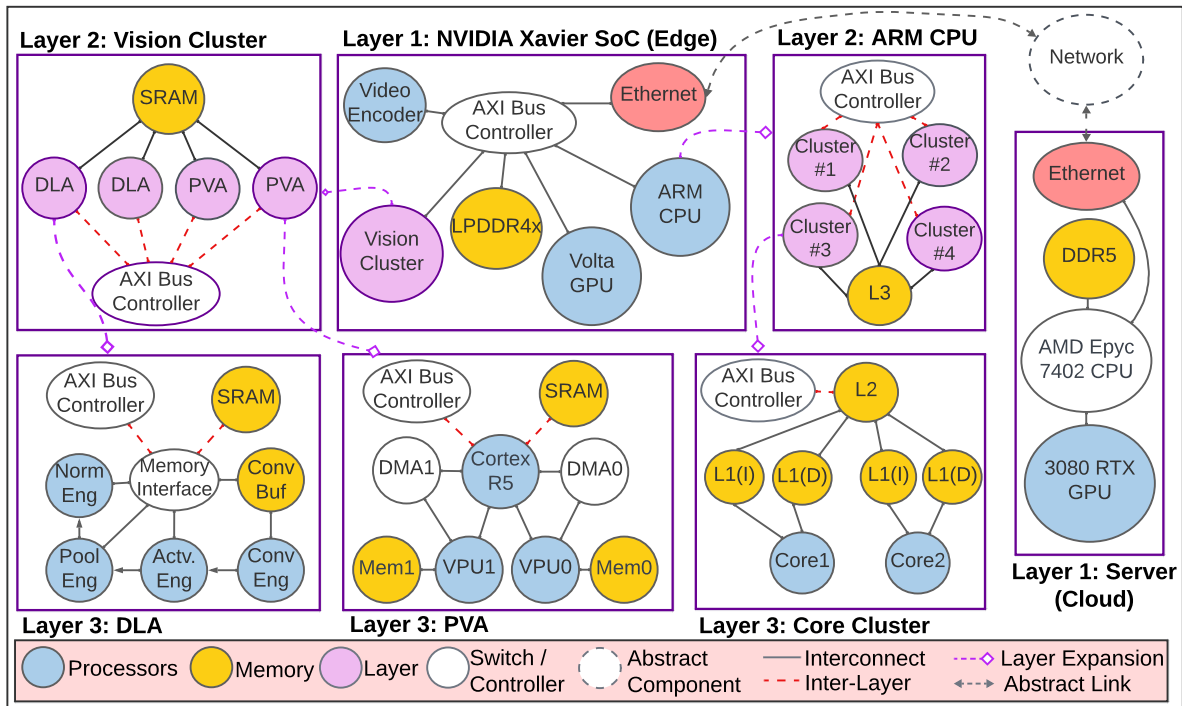 Layer 2: Vision Cluster
SRAM
DLA
DLA
PVA
PVA
AXI Bus
Controller
Layer 1: NVIDIA Xavier SoC (Edge)
Video
Encoder
AXI Bus
Controller
Ethernet
ARM
CPU
LPDDR4x
Vision
Cluster
Volta
GPU
Layer 2: ARM CPU
AXI Bus
Controller
Cluster
#1
Cluster
#2
Cluster
#3
Cluster
#4
L3
Network
Ethernet
DDR5
AMD Epyc
7402 CPU
3080 RTX
GPU
Layer 1: Server
(Cloud)
AXI Bus
Controller
SRAM
Norm
Eng
Memory
Interface
Conv
Buf
Pool
Eng
Actv.
Eng
Conv
Eng
Layer 3: DLA
AXI Bus
Controller
SRAM
DMA1
Cortex
R5
DMA0
Mem1
VPU1
VPU0
Mem0
Layer 3: PVA
AXI Bus
Controller
L2
L1(I)
L1(D)
L1(I)
L1(D)
Core1
Core2
Layer 3: Core Cluster
Processors
Memory
Layer
Switch /
Controller
Abstract
Component
Interconnect
Inter-Layer
Layer Expansion
Abstract Link